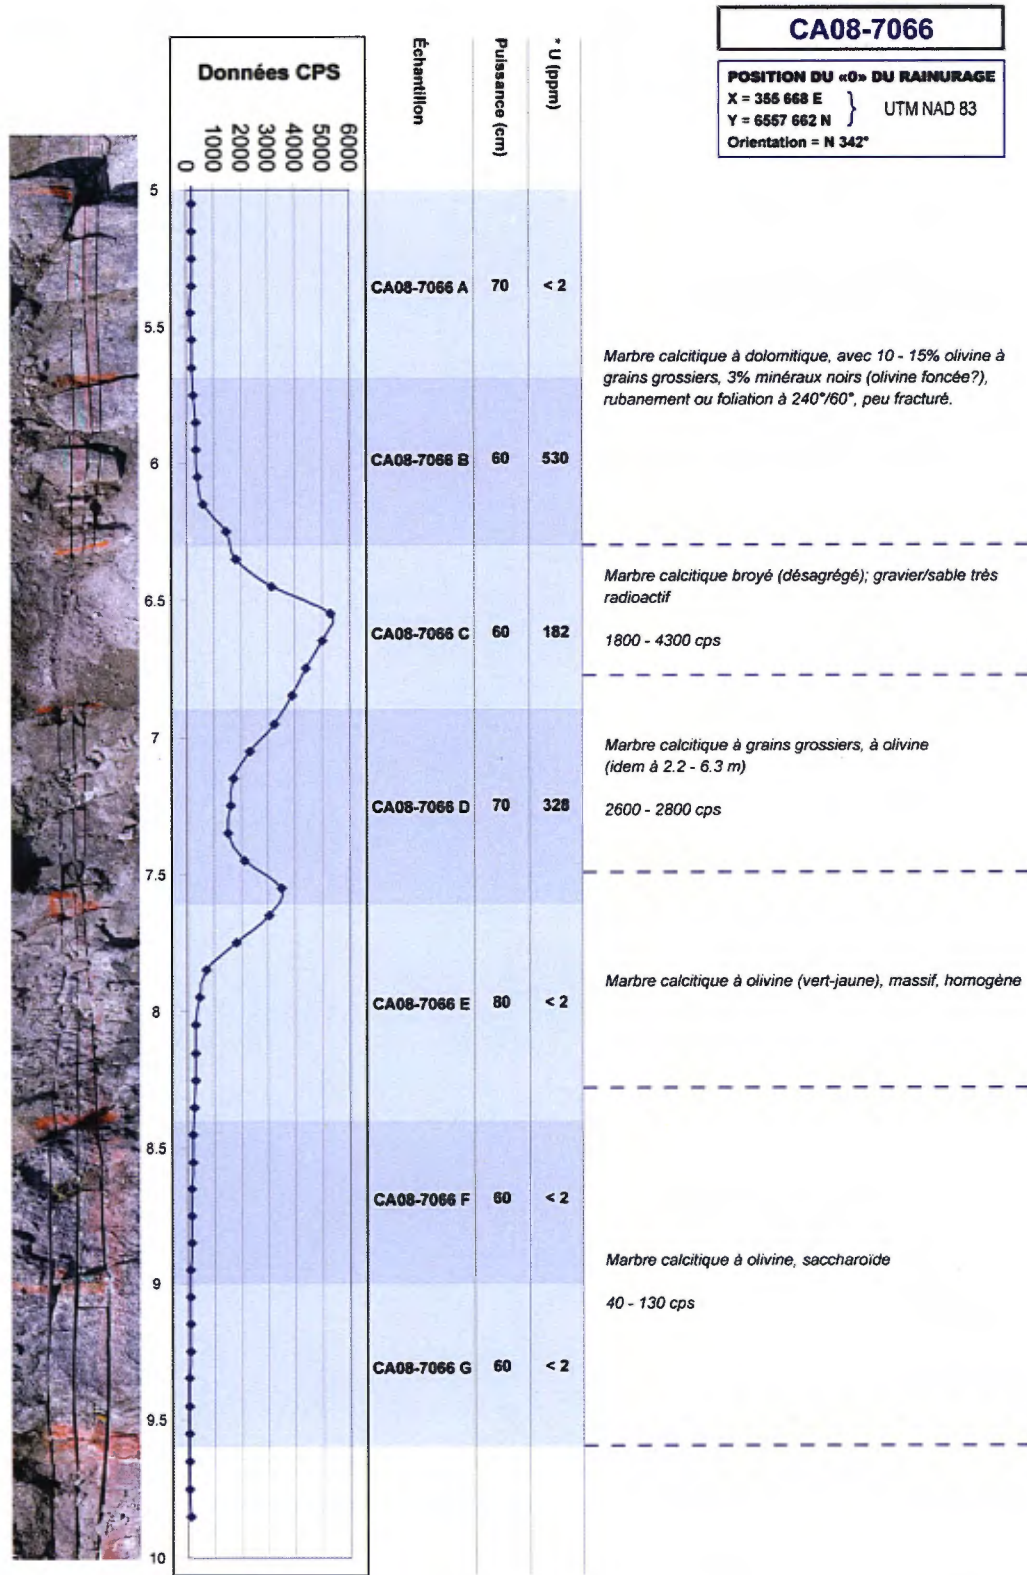 CA08-7066
POSITION DU «0» DU RAINURAGE
X = 355 668 E
Y = 6557 662 N
} UTM NAD 83
Orientation = N 342°
Données CPS
0 1000 2000 3000 4000 5000 6000
Échantillon
Puissance (cm)
* U (ppm)
5
CA08-7066 A 70 < 2
5.5
Marbre calcitique à dolomitique, avec 10 - 15% olivine à
grains grossiers, 3% minéraux noirs (olivine foncée?),
rubanement ou foliation à 240°/60°, peu fracturé.
CA08-7066 B 60 530
6
Marbre calcitique broyé (désagrégé); gravier/sable très
radioactif
6.5
CA08-7066 C 60 182
1800 - 4300 cps
7
Marbre calcitique à grains grossiers, à olivine
(idem à 2.2 - 6.3 m)
CA08-7066 D 70 328
2600 - 2800 cps
7.5
Marbre calcitique à olivine (vert-jaune), massif, homogène
CA08-7066 E 80 < 2
8
8.5
CA08-7066 F 60 < 2
9
Marbre calcitique à olivine, saccharoïde
40 - 130 cps
CA08-7066 G 60 < 2
9.5
10